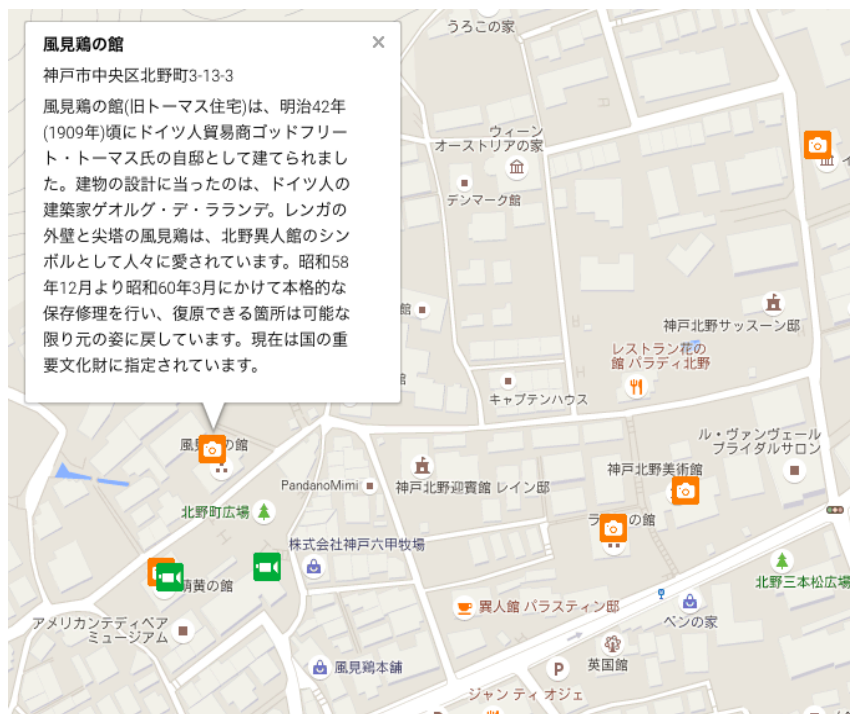 風見鶏の館
神戸市中央区北野町3-13-3
風見鶏の館(旧トーマス住宅)は、明治42年
(1909年)頃にドイツ人貿易商ゴッドフリー
ト・トーマス氏の自邸として建てられまし
た。建物の設計に当ったのは、ドイツ人の
建築家ゲオルグ・デ・ラランデ。レンガの
外壁と尖塔の風見鶏は、北野異人館のシン
ボルとして人々に愛されています。昭和58
年12月より昭和60年3月にかけて本格的な
保存修理を行い、復原できる箇所は可能な
限り元の姿に戻しています。現在は国の重
要文化財に指定されています。
うろこの家
ウィーン
オーストリアの家
デンマーク館
イ
館
神戸北野サッスーン邸
レストラン花の
館 パラディ北野
館
キャプテンハウス
ル・ヴァンヴェール
ブライダルサロン
風見
の館
PandanoMimi
神戸北野迎賓館 レイン邸
神戸北野美術館
北野町広場
ラ
の館
株式会社神戸六甲牧場
萌黄の館
北野三本松広場
異人館 パラスティン邸
ベンの家
アメリカンテディベア
ミュージアム
風見鶏本舗
P
英国館
ジャン ティ オジェ